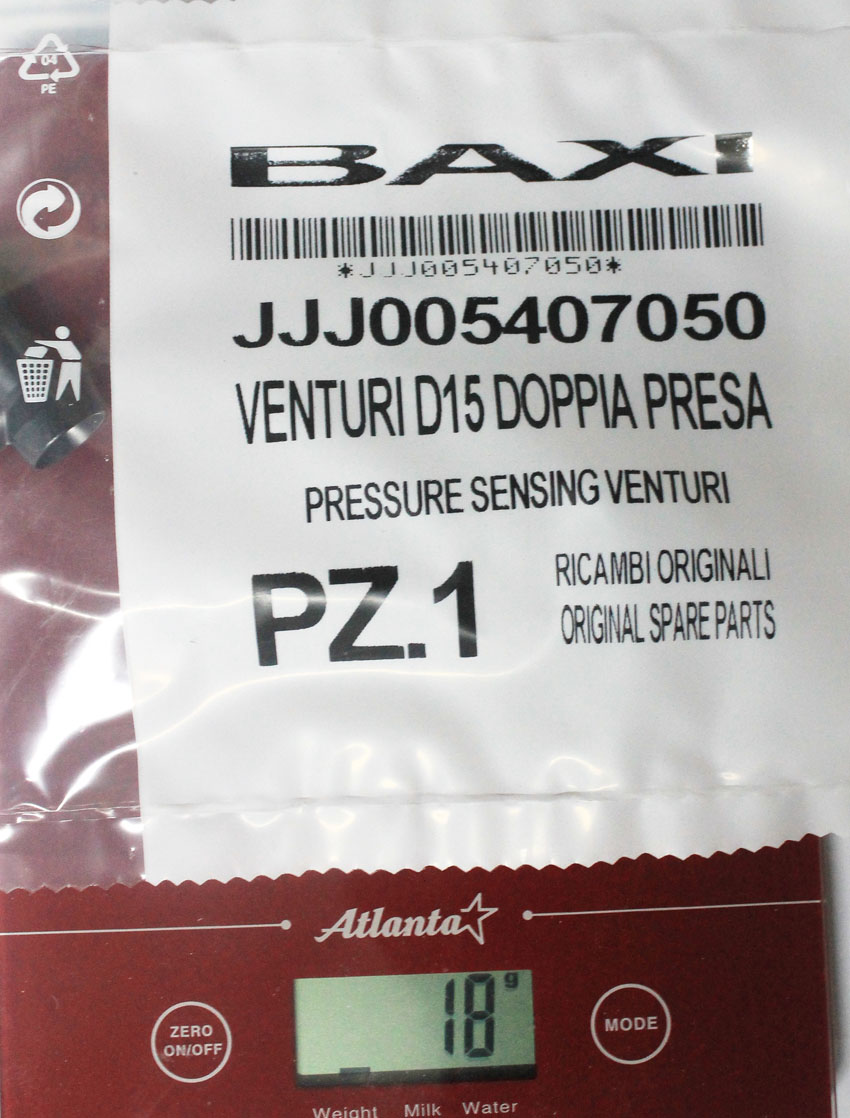 04
PE
BAXI
*JJJ005407050*
JJJ005407050
VENTURI D15 DOPPIA PRESA
PRESSURE SENSING VENTURI
PZ.1
RICAMBI ORIGINALI
ORIGINAL SPARE PARTS
Atlanta
ZERO
ON/OFF
18 g
MODE
Weight Milk Water